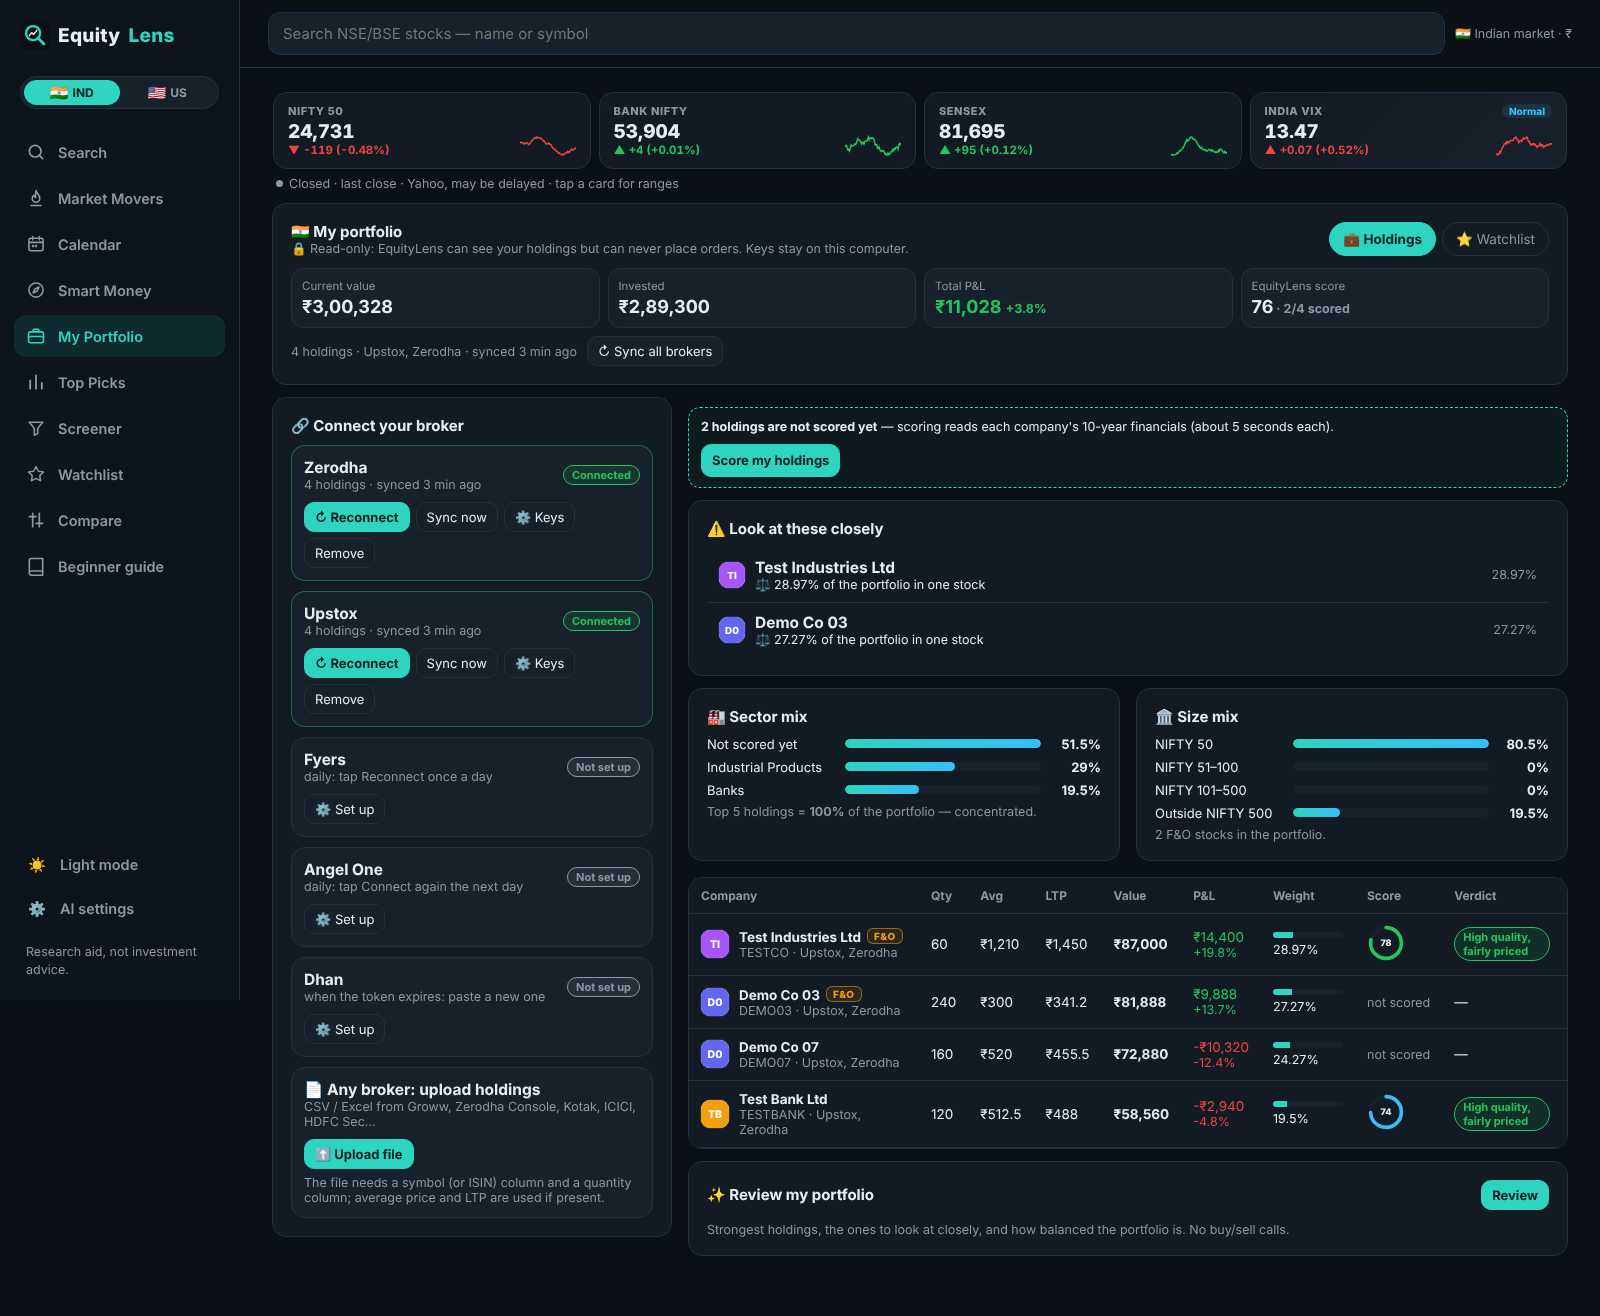 Equity Lens
IND
US
Search
Market Movers
Calendar
Smart Money
My Portfolio
Top Picks
Screener
Watchlist
Compare
Beginner guide
Light mode
AI settings
Research aid, not investment
advice.
Search NSE/BSE stocks — name or symbol
Indian market · ₹
NIFTY 50
24,731
▼ -119 (-0.48%)
BANK NIFTY
53,904
▲ +4 (+0.01%)
SENSEX
81,695
▲ +95 (+0.12%)
INDIA VIX
Normal
13.47
▲ +0.07 (+0.52%)
Closed · last close · Yahoo, may be delayed · tap a card for ranges
My portfolio
Read-only: EquityLens can see your holdings but can never place orders. Keys stay on this computer.
Holdings
Watchlist
Current value
₹3,00,328
Invested
₹2,89,300
Total P&L
₹11,028 +3.8%
EquityLens score
76 · 2/4 scored
4 holdings · Upstox, Zerodha · synced 3 min ago
↻ Sync all brokers
Connect your broker
Zerodha
4 holdings · synced 3 min ago
Connected
↻ Reconnect
Sync now
Keys
Remove
Upstox
4 holdings · synced 3 min ago
Connected
↻ Reconnect
Sync now
Keys
Remove
Fyers
daily: tap Reconnect once a day
Not set up
Set up
Angel One
daily: tap Connect again the next day
Not set up
Set up
Dhan
when the token expires: paste a new one
Not set up
Set up
Any broker: upload holdings
CSV / Excel from Groww, Zerodha Console, Kotak, ICICI,
HDFC Sec...
Upload file
The file needs a symbol (or ISIN) column and a quantity
column; average price and LTP are used if present.
2 holdings are not scored yet — scoring reads each company's 10-year financials (about 5 seconds each).
Score my holdings
Look at these closely
TI
Test Industries Ltd
28.97% of the portfolio in one stock
28.97%
D0
Demo Co 03
27.27% of the portfolio in one stock
27.27%
Sector mix
Not scored yet 51.5%
Industrial Products 29%
Banks 19.5%
Top 5 holdings = 100% of the portfolio — concentrated.
Size mix
NIFTY 50 80.5%
NIFTY 51–100 0%
NIFTY 101–500 0%
Outside NIFTY 500 19.5%
2 F&O stocks in the portfolio.
Company Qty Avg LTP Value P&L Weight Score Verdict
TI
Test Industries Ltd F&O
TESTCO · Upstox, Zerodha
60 ₹1,210 ₹1,450 ₹87,000
₹14,400
+19.8%
28.97%
78
High quality,
fairly priced
D0
Demo Co 03 F&O
DEMO03 · Upstox, Zerodha
240 ₹300 ₹341.2 ₹81,888
₹9,888
+13.7%
27.27%
not scored —
D0
Demo Co 07
DEMO07 · Upstox, Zerodha
160 ₹520 ₹455.5 ₹72,880
-₹10,320
-12.4%
24.27%
not scored —
TB
Test Bank Ltd
TESTBANK · Upstox,
Zerodha
120 ₹512.5 ₹488 ₹58,560
-₹2,940
-4.8%
19.5%
74
High quality,
fairly priced
Review my portfolio
Review
Strongest holdings, the ones to look at closely, and how balanced the portfolio is. No buy/sell calls.